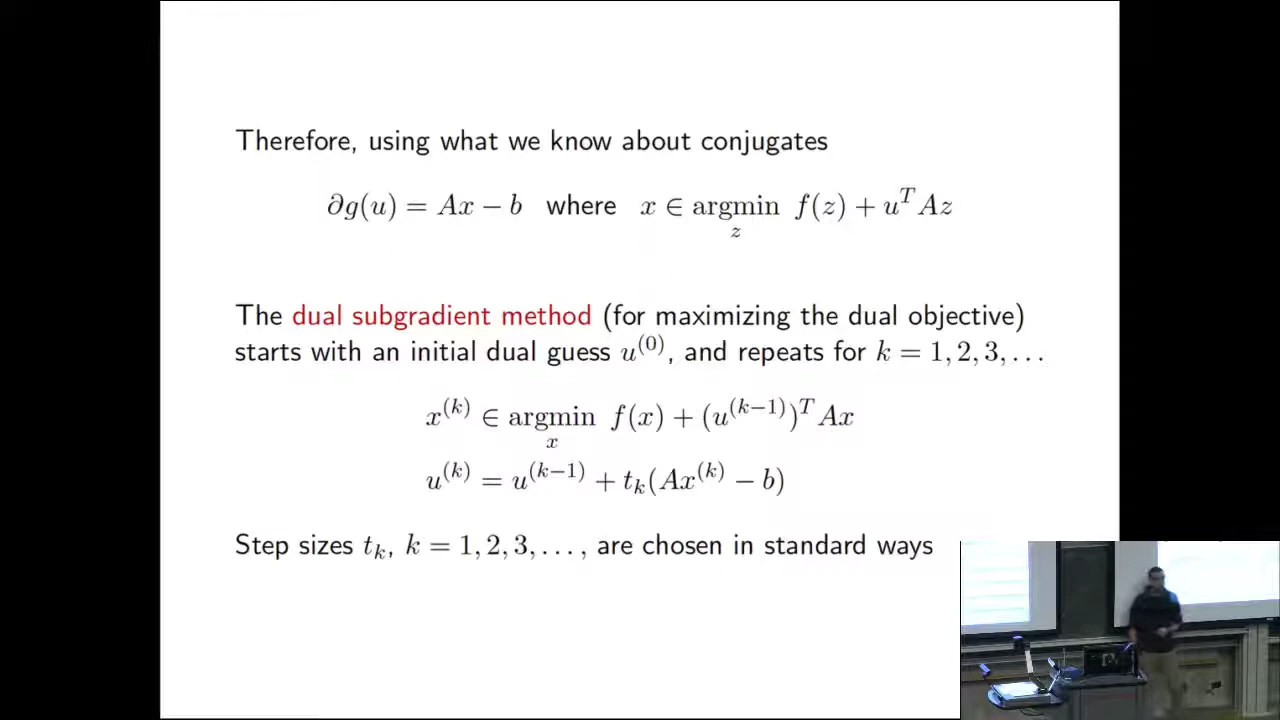 Therefore, using what we know about conjugates
∂g(u) = Ax − b where x ∈ argmin_z f(z) + u^T Az
The dual subgradient method (for maximizing the dual objective)
starts with an initial dual guess u^(0), and repeats for k = 1, 2, 3, . . .
x^(k) ∈ argmin_x f(x) + (u^(k−1))^T Ax
u^(k) = u^(k−1) + t_k(Ax^(k) − b)
Step sizes t_k, k = 1, 2, 3, . . . , are chosen in standard ways